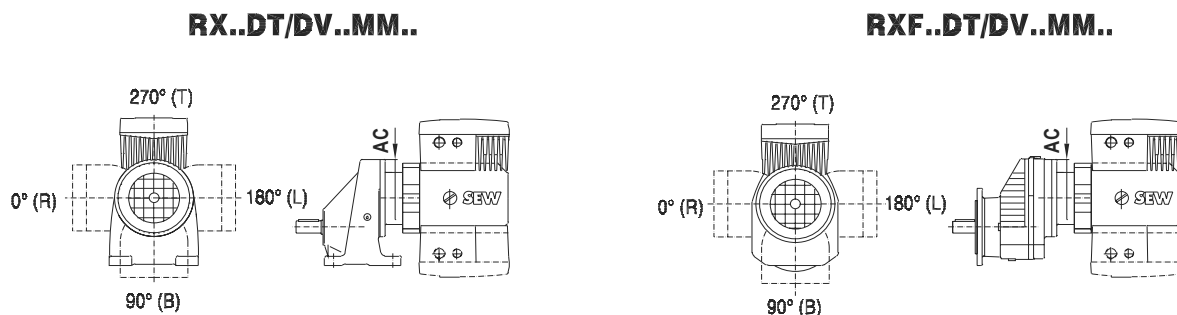 RX..DT/DV..MM..
RXF..DT/DV..MM..
270° (T)
0° (R)
180° (L)
90° (B)
AC
SEW
270° (T)
0° (R)
180° (L)
90° (B)
AC
SEW